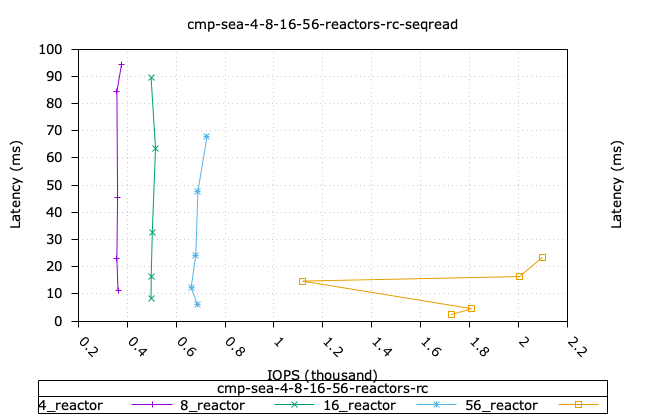 cmp-sea-4-8-16-56-reactors-rc-seqread
Latency (ms)
100
90
80
70
60
50
40
30
20
10
0
Latency (ms)
0.2 0.4 0.6 0.8 1 1.2 1.4 1.6 1.8 2 2.2
IOPS (thousand)
cmp-sea-4-8-16-56-reactors-rc
4_reactor 8_reactor 16_reactor 56_reactor